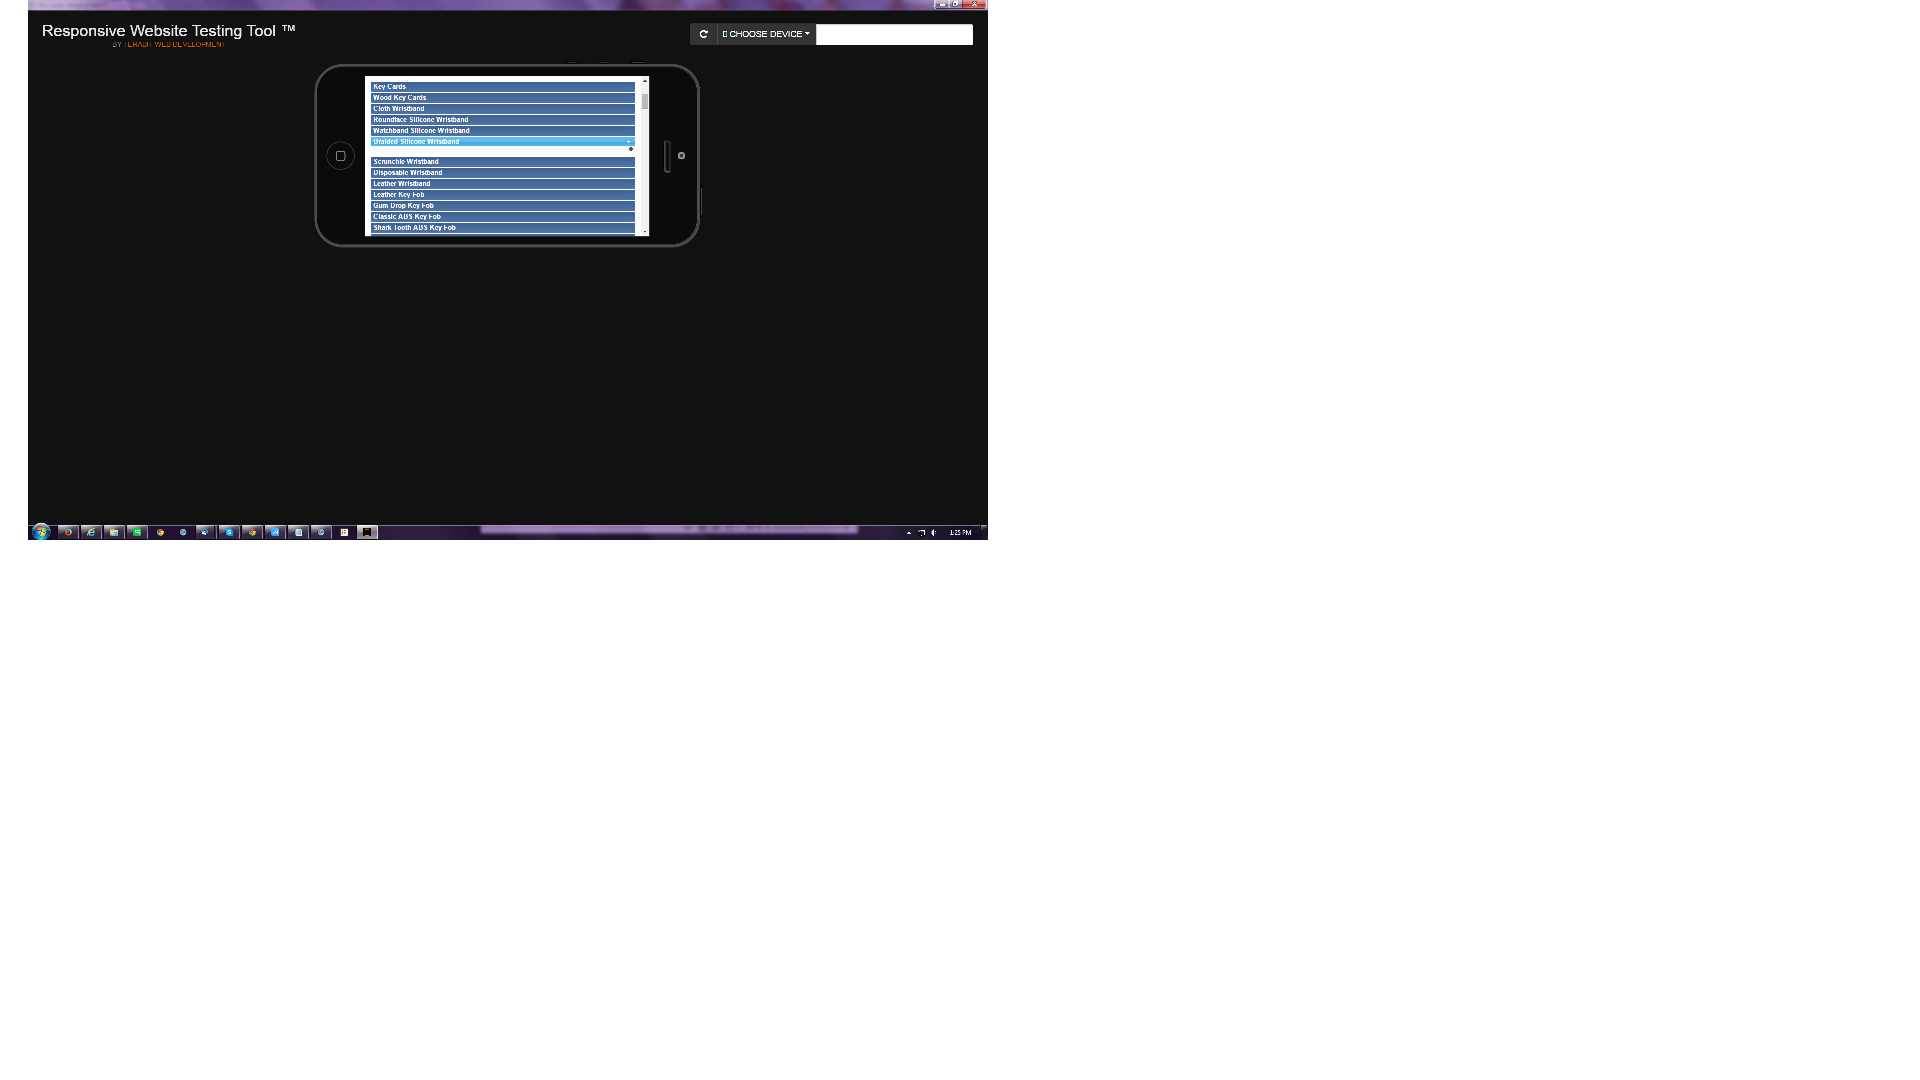 Responsive Website Testing Tool ™
BY TERABIT WEB DEVELOPMENT
CHOOSE DEVICE
Key Cards
Wood Key Cards
Cloth Wristband
Roundface Silicone Wristband
Watchband Silicone Wristband
Braided Silicone Wristband
Scrunchie Wristband
Disposable Wristband
Leather Wristband
Leather Key Fob
Gum Drop Key Fob
Classic ABS Key Fob
Shark Tooth ABS Key Fob
1:25 PM